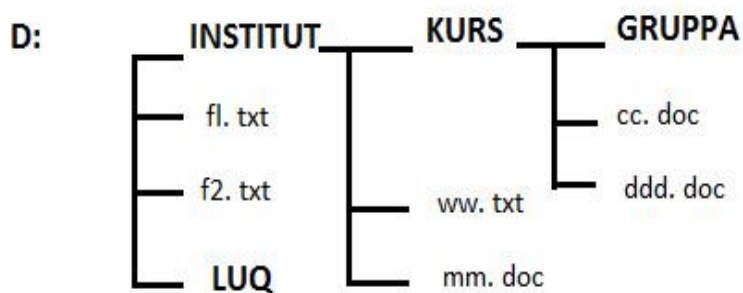 D: INSTITUT KURS GRUPPA
fl. txt cc. doc
f2. txt ddd. doc
ww. txt
LUQ mm. doc